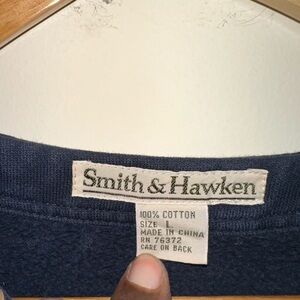 Smith & Hawken
100% COTTON
SIZE L
MADE IN CHINA
RN 76372
CARE ON BACK